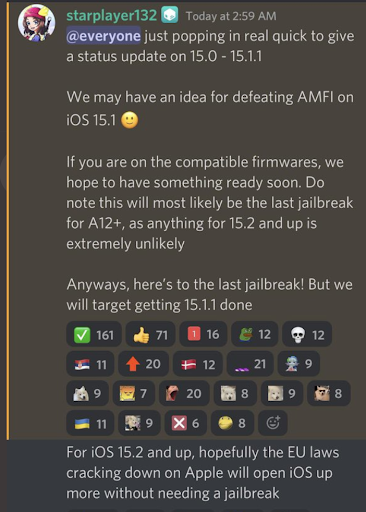 starplayer132 Today at 2:59 AM
@everyone just popping in real quick to give
a status update on 15.0 - 15.1.1
We may have an idea for defeating AMFI on
iOS 15.1 🙂
If you are on the compatible firmwares, we
hope to have something ready soon. Do
note this will most likely be the last jailbreak
for A12+, as anything for 15.2 and up is
extremely unlikely
Anyways, here's to the last jailbreak! But we
will target getting 15.1.1 done
✅ 161 👍 71 1 16 12 💀 12
🇷🇸 11 20 🇩🇰 12 21 9
9 7 20 8 9 8
🇺🇦 11 9 6 8
For iOS 15.2 and up, hopefully the EU laws
cracking down on Apple will open iOS up
more without needing a jailbreak